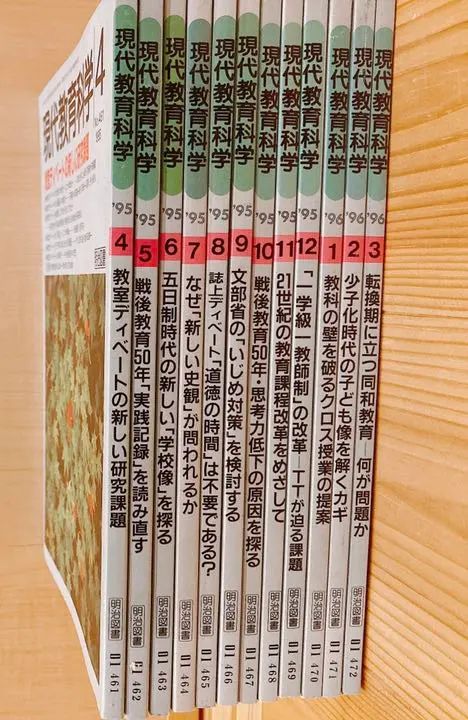 現代教育科学 4
明治図書
現代教育科学 '95 4 教室ディベートの新しい研究課題 明治図書 01 461
現代教育科学 '95 5 戦後教育50年「実践記録」を読み直す 明治図書 01 462
現代教育科学 '95 6 五日制時代の新しい「学校像」を探る 明治図書 01 463
現代教育科学 '95 7 なぜ「新しい史観」が問われるか 明治図書 01 464
現代教育科学 '95 8 誌上ディベート「道徳の時間」は不要である!? 明治図書 01 465
現代教育科学 '95 9 文部省の「いじめ対策」を検討する 明治図書 01 466
現代教育科学 '95 10 戦後教育50年・思考力低下の原因を探る 明治図書 01 467
現代教育科学 '95 11 21世紀の教育課程改革をめざして 明治図書 01 468
現代教育科学 '95 12 「一学級一教師制」の改革―TTが迫る課題 明治図書 01 469
現代教育科学 '96 1 教科の壁を破るクロス授業の提案 明治図書 01 470
現代教育科学 '96 2 少子化時代の子ども像を解くカギ 明治図書 01 471
現代教育科学 '96 3 転換期に立つ同和教育―何が問題か 明治図書 01 472